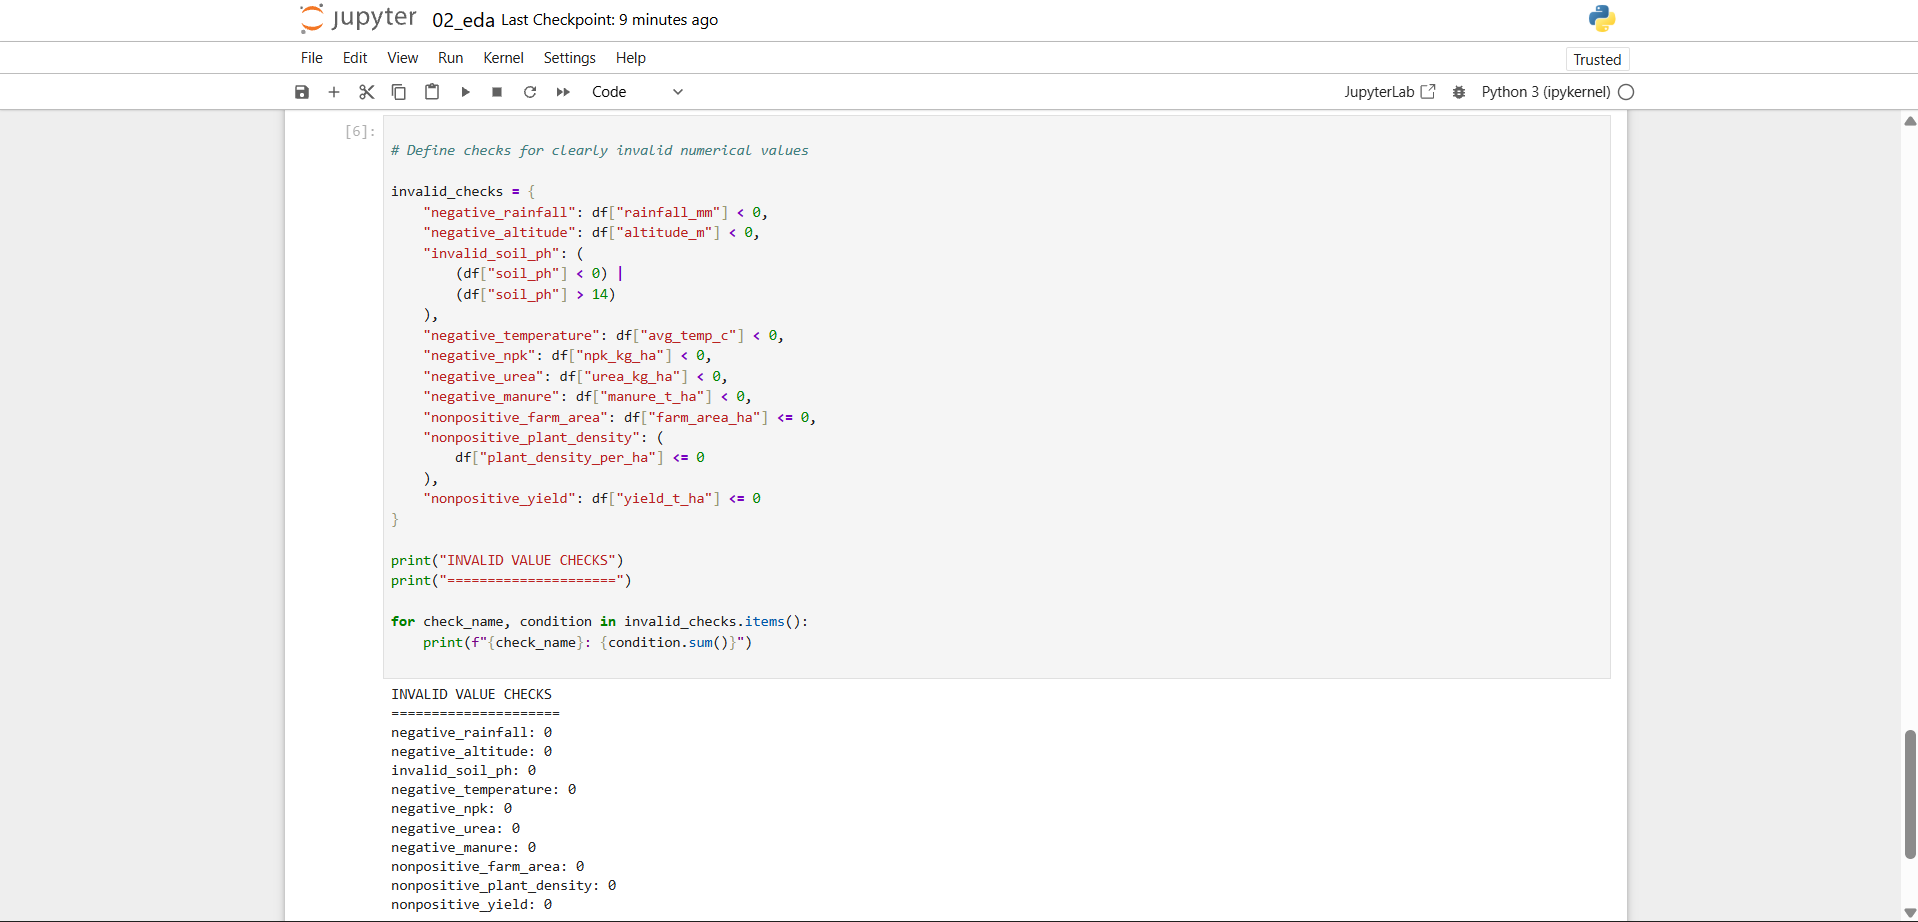 jupyter 02_eda Last Checkpoint: 9 minutes ago
File Edit View Run Kernel Settings Help
Trusted
Code
JupyterLab Python 3 (ipykernel)
[6]:
# Define checks for clearly invalid numerical values
invalid_checks = {
    "negative_rainfall": df["rainfall_mm"] < 0,
    "negative_altitude": df["altitude_m"] < 0,
    "invalid_soil_ph": (
        (df["soil_ph"] < 0) |
        (df["soil_ph"] > 14)
    ),
    "negative_temperature": df["avg_temp_c"] < 0,
    "negative_npk": df["npk_kg_ha"] < 0,
    "negative_urea": df["urea_kg_ha"] < 0,
    "negative_manure": df["manure_t_ha"] < 0,
    "nonpositive_farm_area": df["farm_area_ha"] <= 0,
    "nonpositive_plant_density": (
        df["plant_density_per_ha"] <= 0
    ),
    "nonpositive_yield": df["yield_t_ha"] <= 0
}
print("INVALID VALUE CHECKS")
print("=====================")
for check_name, condition in invalid_checks.items():
    print(f"{check_name}: {condition.sum()}")
INVALID VALUE CHECKS
=====================
negative_rainfall: 0
negative_altitude: 0
invalid_soil_ph: 0
negative_temperature: 0
negative_npk: 0
negative_urea: 0
negative_manure: 0
nonpositive_farm_area: 0
nonpositive_plant_density: 0
nonpositive_yield: 0